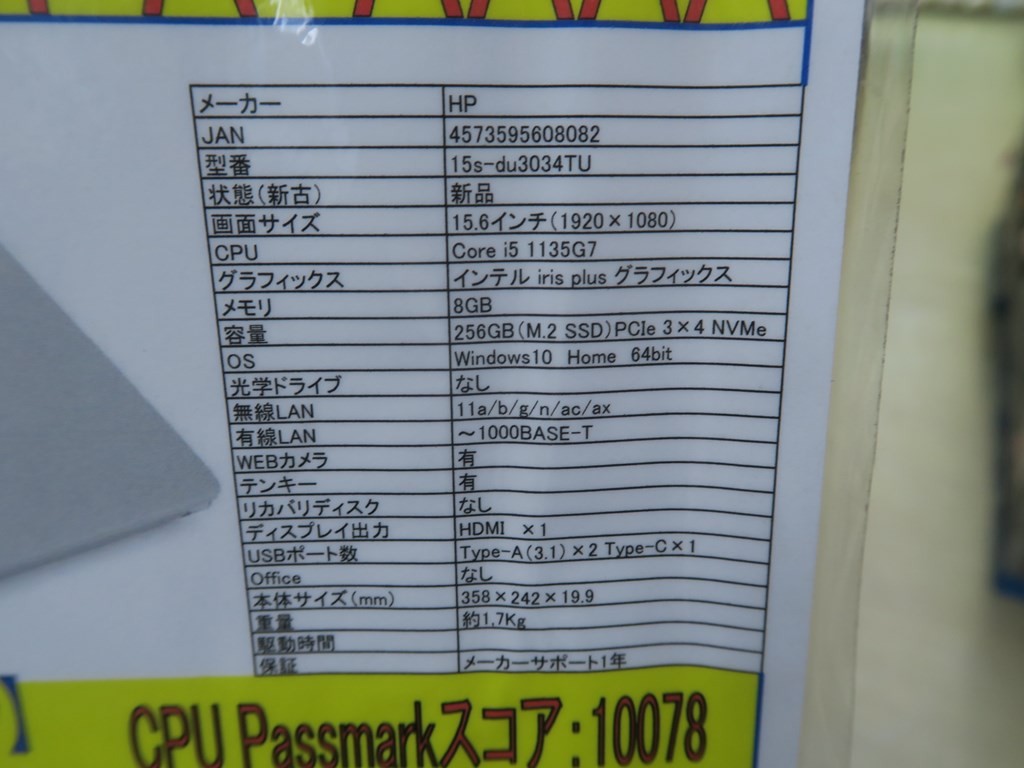 メーカー HP
JAN 4573595608082
型番 15s-du3034TU
状態(新古) 新品
画面サイズ 15.6インチ(1920×1080)
CPU Core i5 1135G7
グラフィックス インテル iris plus グラフィックス
メモリ 8GB
容量 256GB(M.2 SSD)PCIe 3×4 NVMe
OS Windows10 Home 64bit
光学ドライブ なし
無線LAN 11a/b/g/n/ac/ax
有線LAN ～1000BASE-T
WEBカメラ 有
テンキー 有
リカバリディスク なし
ディスプレイ出力 HDMI ×1
USBポート数 Type-A(3.1)×2 Type-C×1
Office なし
本体サイズ(mm) 358×242×19.9
重量 約1,7Kg
駆動時間
保証 メーカーサポート1年
CPU Passmarkスコア:10078